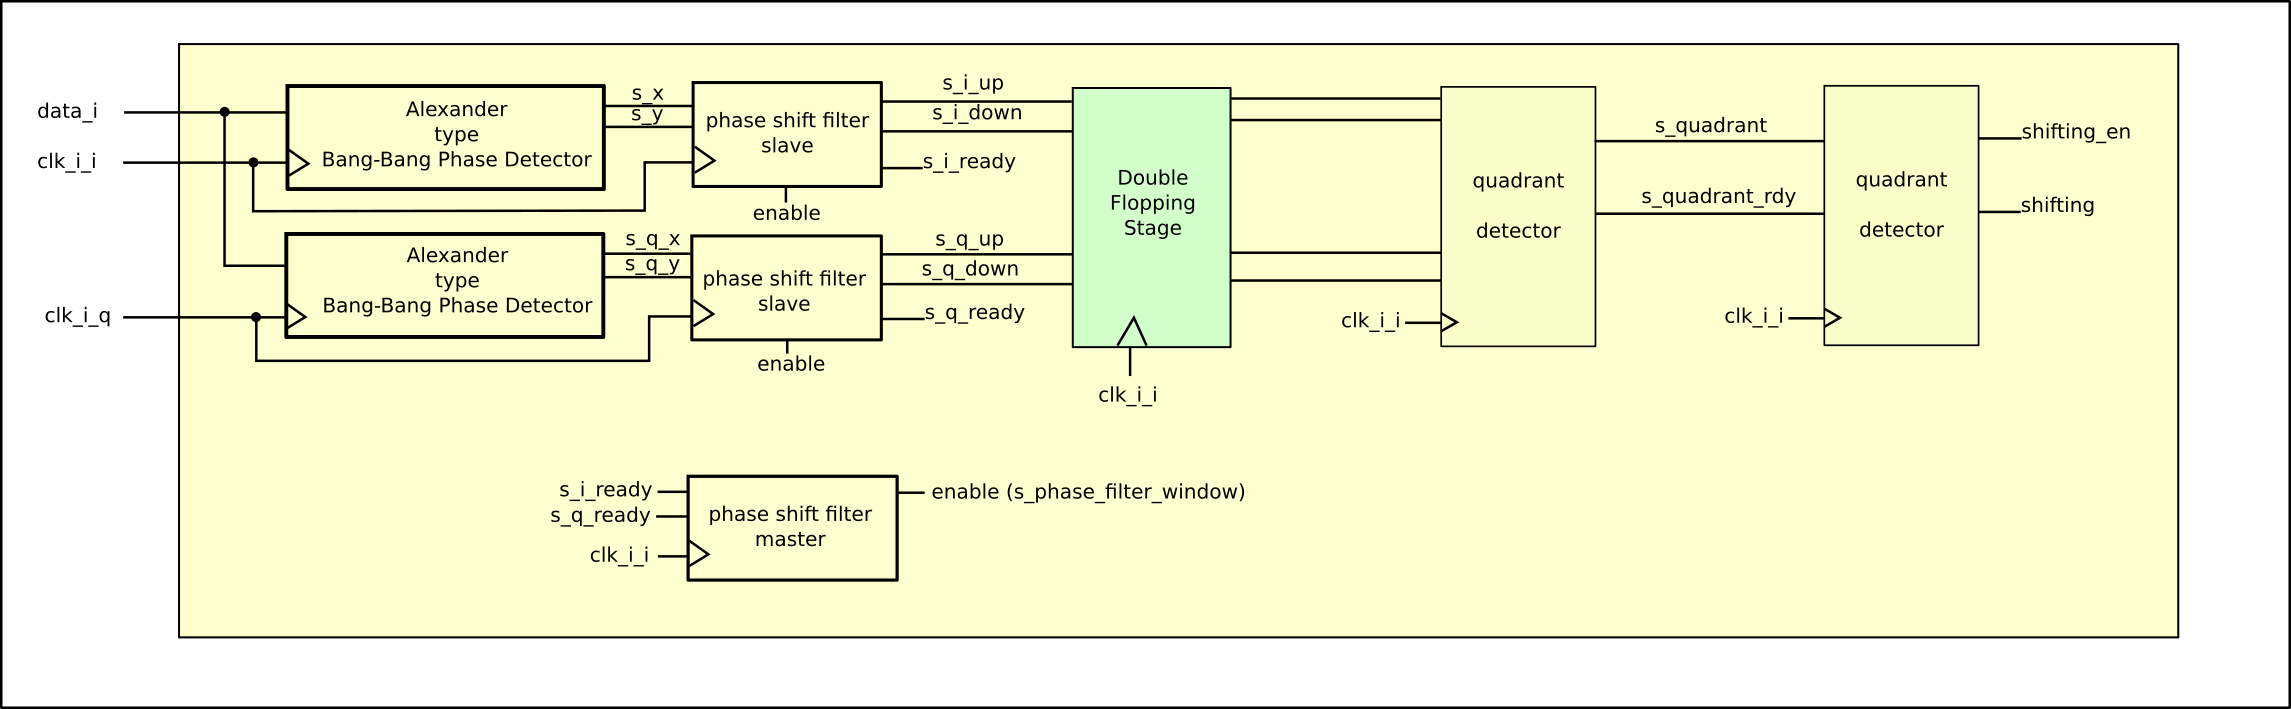 data_i
clk_i_i
clk_i_q
Alexander
type
Bang-Bang Phase Detector
s_x
s_y
phase shift filter
slave
enable
s_i_up
s_i_down
s_i_ready
Alexander
type
Bang-Bang Phase Detector
s_q_x
s_q_y
phase shift filter
slave
enable
s_q_up
s_q_down
s_q_ready
Double
Flopping
Stage
clk_i_i
quadrant
detector
clk_i_i
s_quadrant
s_quadrant_rdy
quadrant
detector
clk_i_i
shifting_en
shifting
s_i_ready
s_q_ready
clk_i_i
phase shift filter
master
enable (s_phase_filter_window)